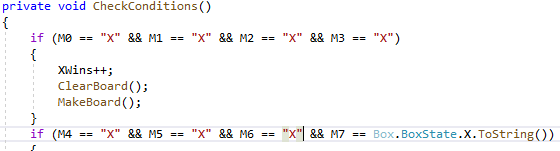 private void CheckConditions()
{
if (M0 == "X" && M1 == "X" && M2 == "X" && M3 == "X")
{
XWins++;
ClearBoard();
MakeBoard();
}
if (M4 == "X" && M5 == "X" && M6 == "X" && M7 == Box.BoxState.X.ToString())
{